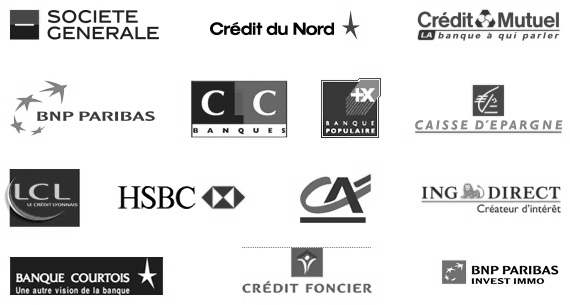 SOCIETE
GENERALE
Crédit du Nord
Crédit Mutuel
LA banque à qui parler
BNP PARIBAS
CIC
BANQUES
+X
BANQUE
POPULAIRE
CAISSE D'EPARGNE
LCL
LE CRÉDIT LYONNAIS
HSBC
CA
ING DIRECT
Créateur d'intérêt
BANQUE COURTOIS
Une autre vision de la banque
CRÉDIT FONCIER
BNP PARIBAS
INVEST IMMO